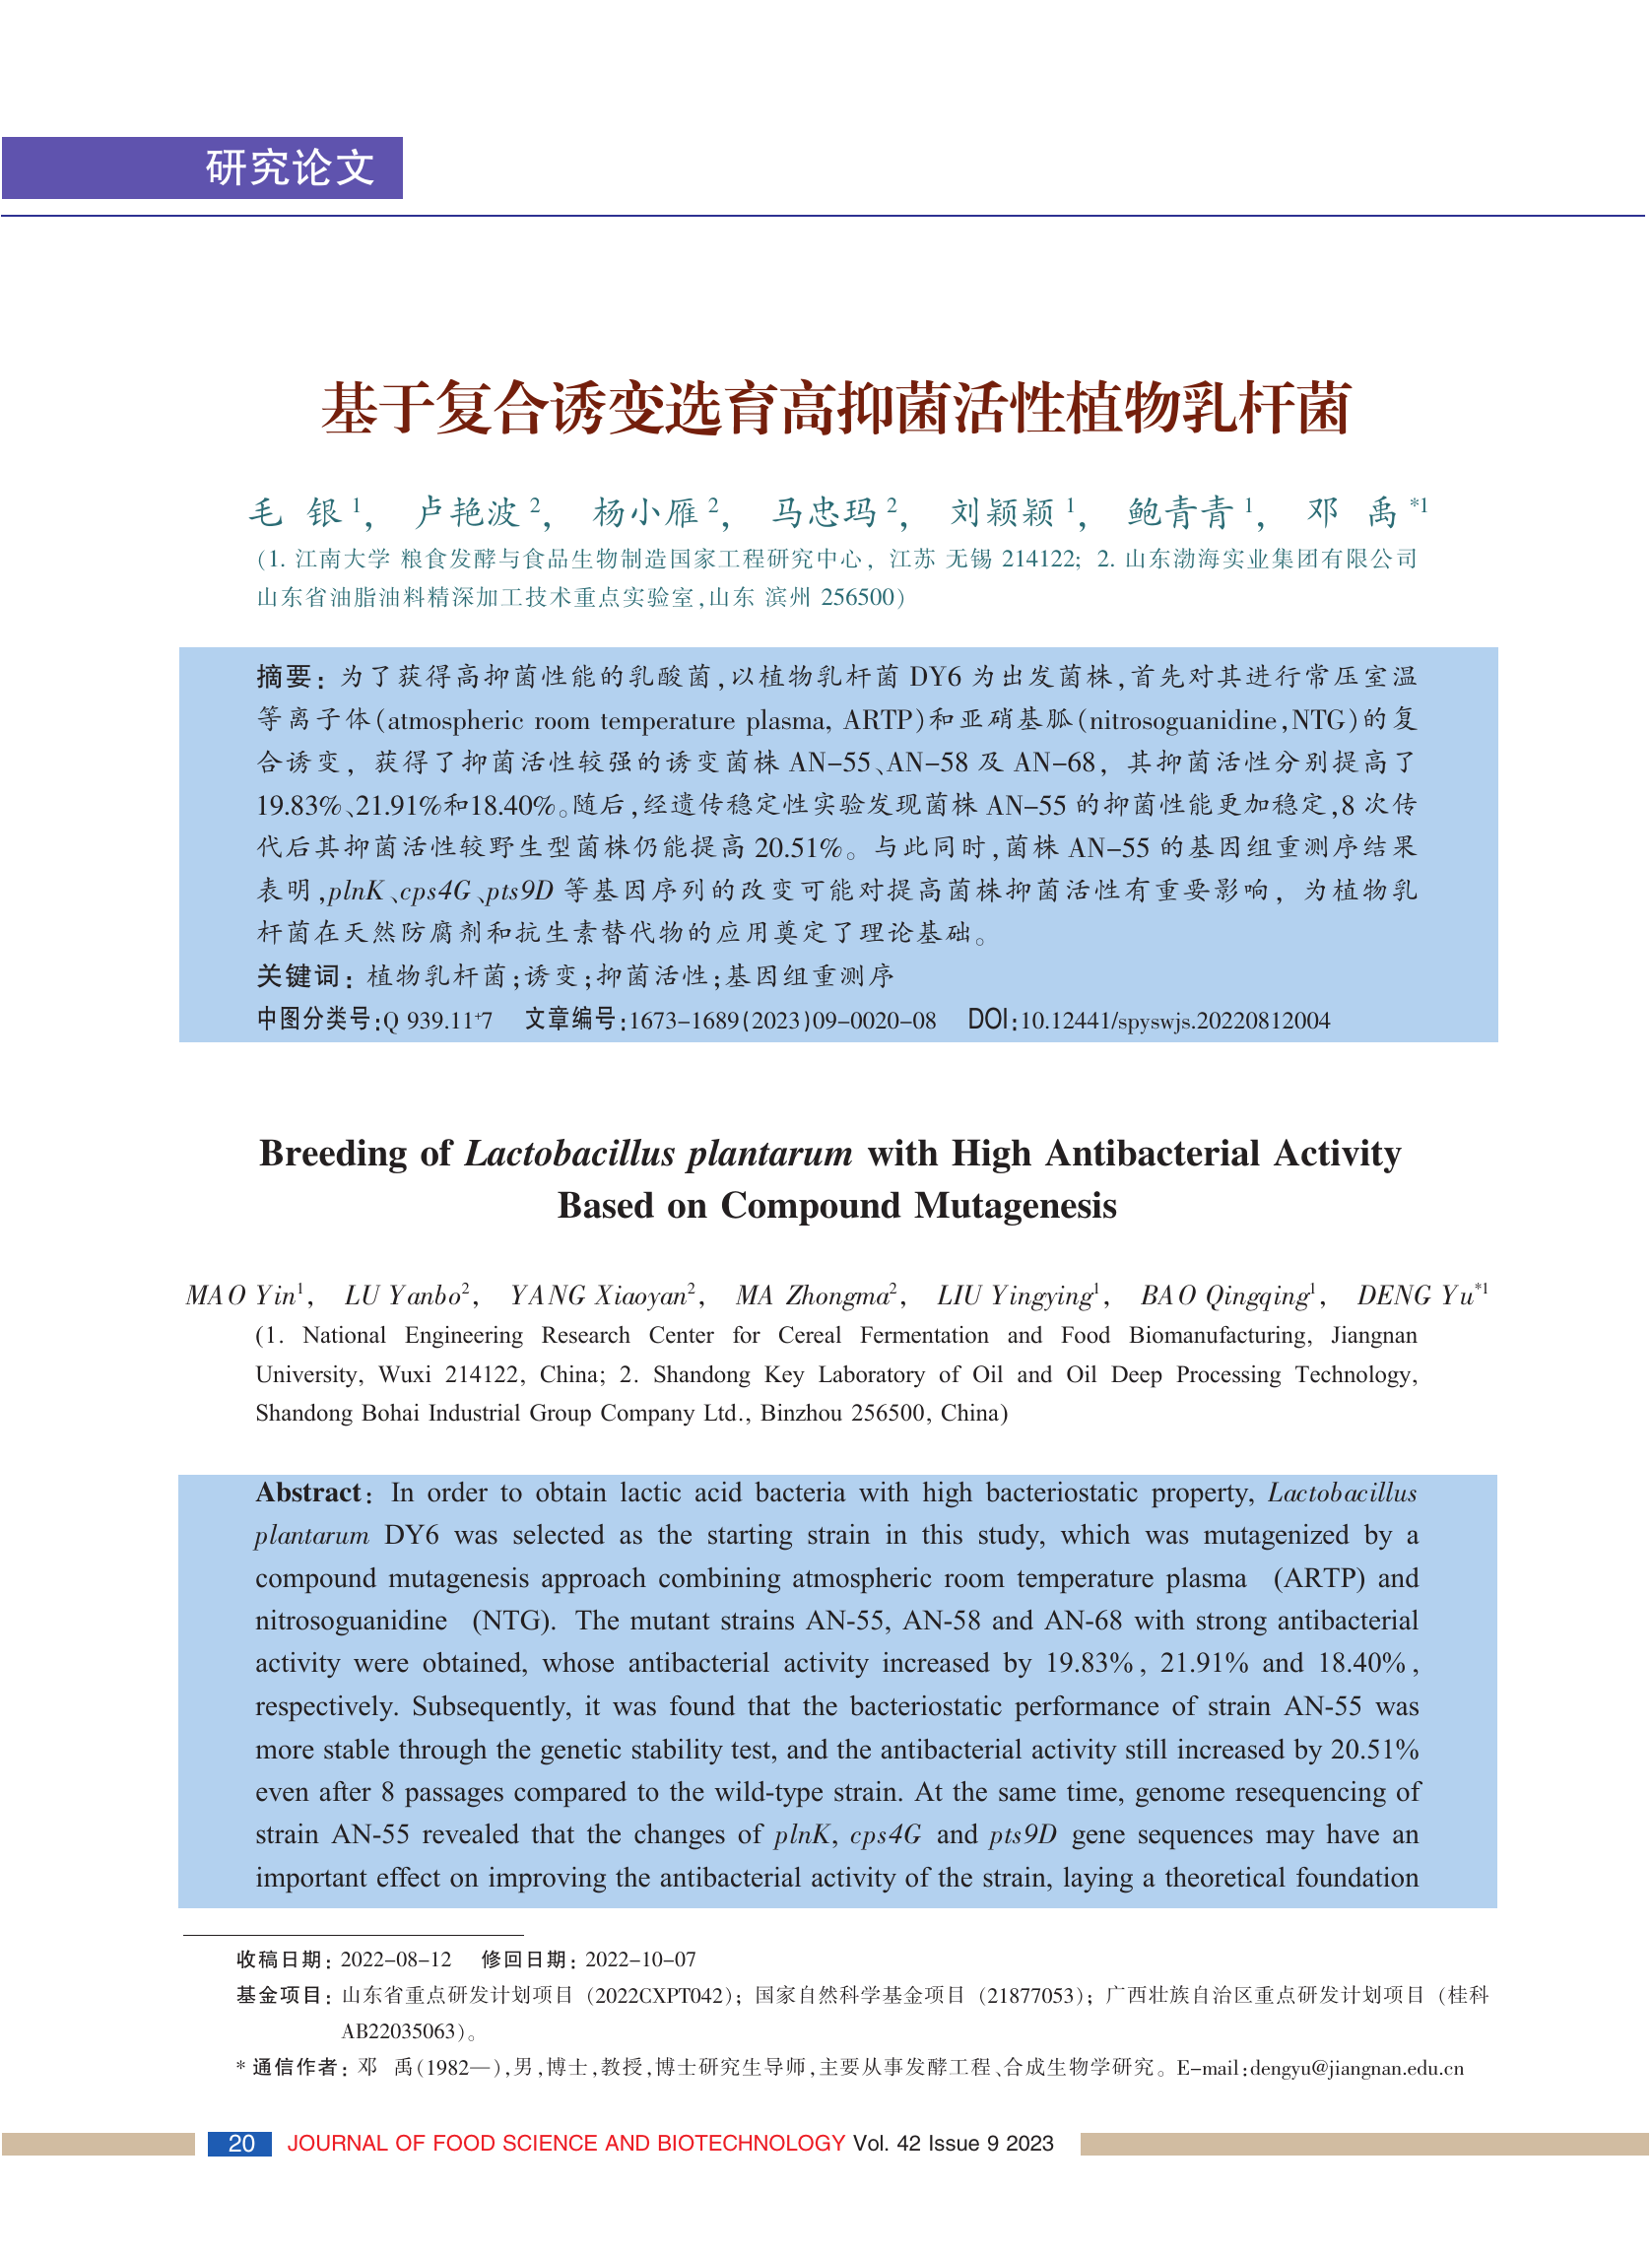 研究论文
基于复合诱变选育高抑菌活性植物乳杆菌
毛 银1， 卢艳波2， 杨小雁2， 马忠玛2， 刘颖颖1， 鲍青青1， 邓 禹*1
(1. 江南大学 粮食发酵与食品生物制造国家工程研究中心，江苏 无锡 214122；2. 山东渤海实业集团有限公司
山东省油脂油料精深加工技术重点实验室，山东 滨州 256500)
摘要：为了获得高抑菌性能的乳酸菌，以植物乳杆菌 DY6 为出发菌株，首先对其进行常压室温
等离子体(atmospheric room temperature plasma, ARTP)和亚硝基胍(nitrosoguanidine,NTG)的复
合诱变，获得了抑菌活性较强的诱变菌株 AN-55、AN-58 及 AN-68，其抑菌活性分别提高了
19.83%、21.91%和18.40%。随后，经遗传稳定性实验发现菌株 AN-55 的抑菌性能更加稳定，8 次传
代后其抑菌活性较野生型菌株仍能提高 20.51%。与此同时，菌株 AN-55 的基因组重测序结果
表明，plnK、cps4G、pts9D 等基因序列的改变可能对提高菌株抑菌活性有重要影响，为植物乳
杆菌在天然防腐剂和抗生素替代物的应用奠定了理论基础。
关键词：植物乳杆菌；诱变；抑菌活性；基因组重测序
中图分类号:Q 939.11+7 文章编号:1673-1689(2023)09-0020-08 DOI:10.12441/spyswjs.20220812004
Breeding of Lactobacillus plantarum with High Antibacterial Activity
Based on Compound Mutagenesis
MAO Yin1, LU Yanbo2, YANG Xiaoyan2, MA Zhongma2, LIU Yingying1, BAO Qingqing1, DENG Yu*1
(1. National Engineering Research Center for Cereal Fermentation and Food Biomanufacturing, Jiangnan
University, Wuxi 214122, China; 2. Shandong Key Laboratory of Oil and Oil Deep Processing Technology,
Shandong Bohai Industrial Group Company Ltd., Binzhou 256500, China)
Abstract: In order to obtain lactic acid bacteria with high bacteriostatic property, Lactobacillus
plantarum DY6 was selected as the starting strain in this study, which was mutagenized by a
compound mutagenesis approach combining atmospheric room temperature plasma (ARTP) and
nitrosoguanidine (NTG). The mutant strains AN-55, AN-58 and AN-68 with strong antibacterial
activity were obtained, whose antibacterial activity increased by 19.83%, 21.91% and 18.40%,
respectively. Subsequently, it was found that the bacteriostatic performance of strain AN-55 was
more stable through the genetic stability test, and the antibacterial activity still increased by 20.51%
even after 8 passages compared to the wild-type strain. At the same time, genome resequencing of
strain AN-55 revealed that the changes of plnK, cps4G and pts9D gene sequences may have an
important effect on improving the antibacterial activity of the strain, laying a theoretical foundation
收稿日期：2022-08-12 修回日期：2022-10-07
基金项目：山东省重点研发计划项目（2022CXPT042）；国家自然科学基金项目（21877053）；广西壮族自治区重点研发计划项目（桂科
AB22035063）。
* 通信作者：邓 禹(1982—)，男，博士，教授，博士研究生导师，主要从事发酵工程、合成生物学研究。E-mail:dengyu@jiangnan.edu.cn
20 JOURNAL OF FOOD SCIENCE AND BIOTECHNOLOGY Vol. 42 Issue 9 2023